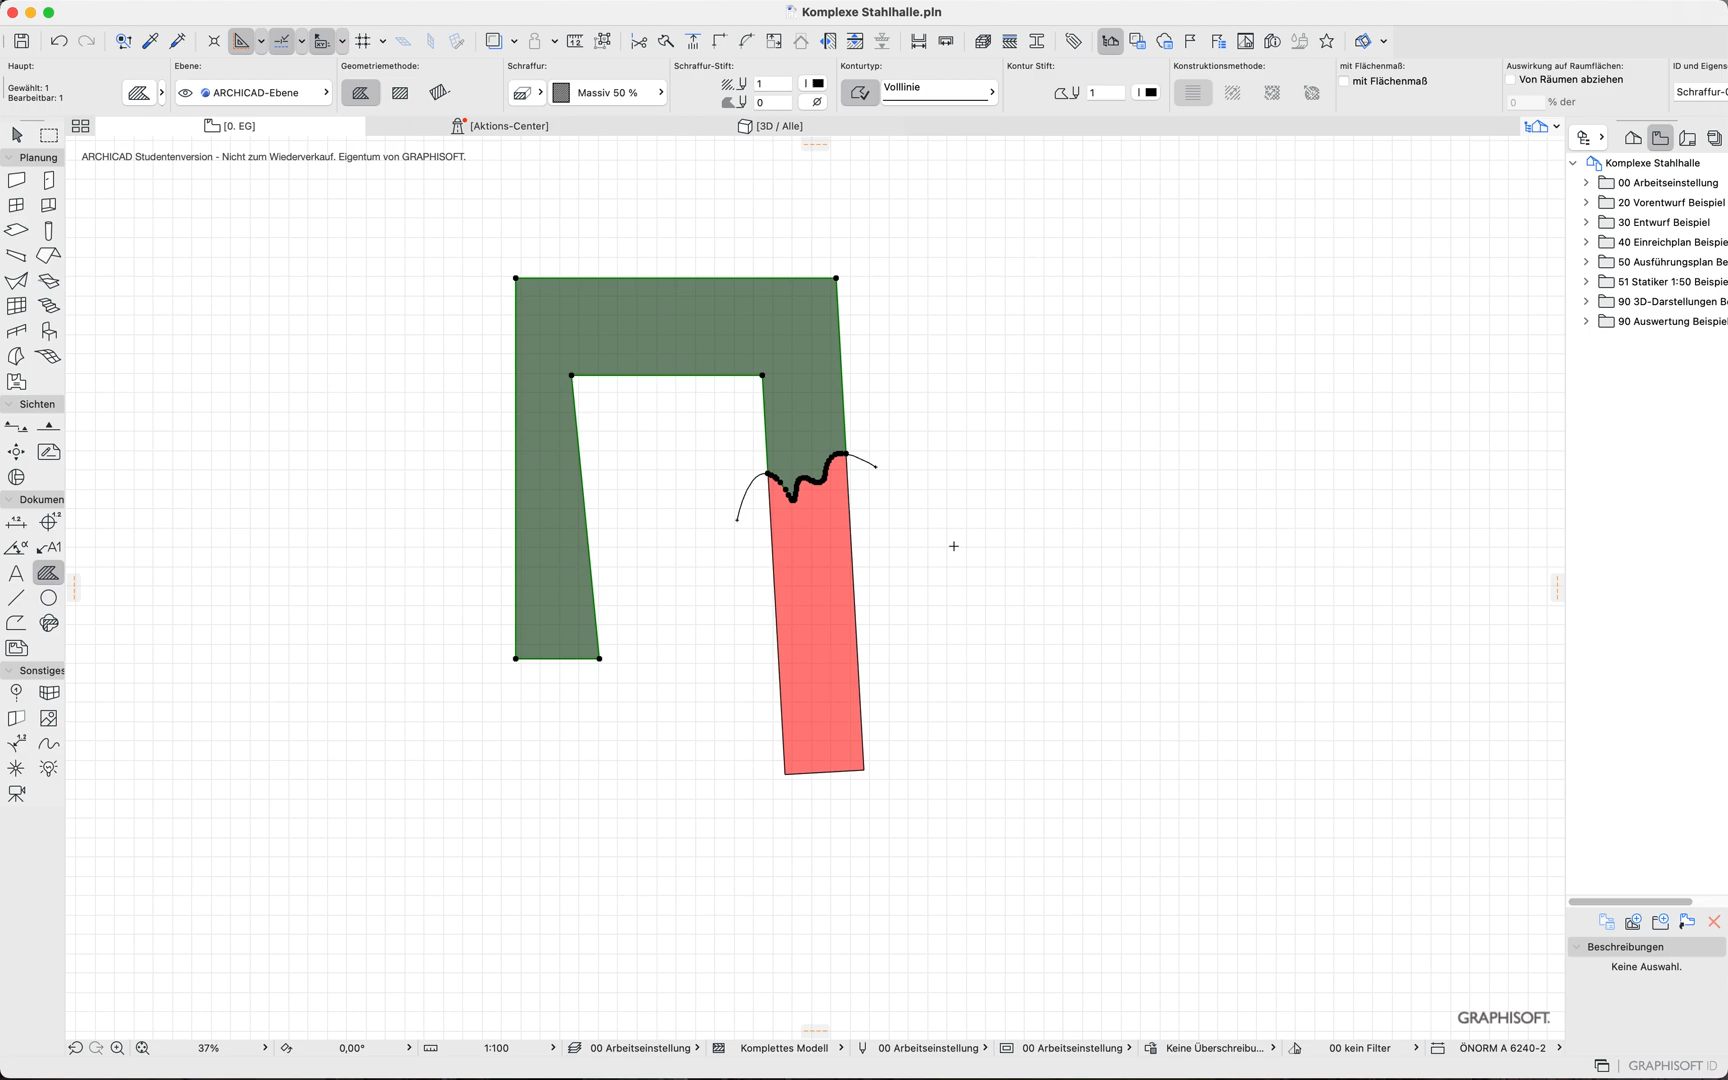 Komplexe Stahlhalle.pln
Haupt:
Gewählt: 1
Bearbeitbar: 1
Ebene:
ARCHICAD-Ebene
Geometriemethode:
Schraffur:
Massiv 50 %
Schraffur-Stift:
1
0
Konturtyp:
Volllinie
Kontur Stift:
1
Konstruktionsmethode:
mit Flächenmaß:
mit Flächenmaß
Auswirkung auf Raumflächen:
Von Räumen abziehen
0
% der
ID und Eigens
Schraffur-0
[0. EG]
[Aktions-Center]
[3D / Alle]
ARCHICAD Studentenversion - Nicht zum Wiederverkauf. Eigentum von GRAPHISOFT.
Planung
Sichten
Dokumen
Sonstiges
Komplexe Stahlhalle
00 Arbeitseinstellung
20 Vorentwurf Beispiel
30 Entwurf Beispiel
40 Einreichplan Beispie
50 Ausführungsplan Be
51 Statiker 1:50 Beispie
90 3D-Darstellungen Be
90 Auswertung Beispiel
Beschreibungen
Keine Auswahl.
GRAPHISOFT.
37%
0,00°
1:100
00 Arbeitseinstellung
Komplettes Modell
00 Arbeitseinstellung
00 Arbeitseinstellung
Keine Überschreibu...
00 kein Filter
ÖNORM A 6240-2
GRAPHISOFT ID